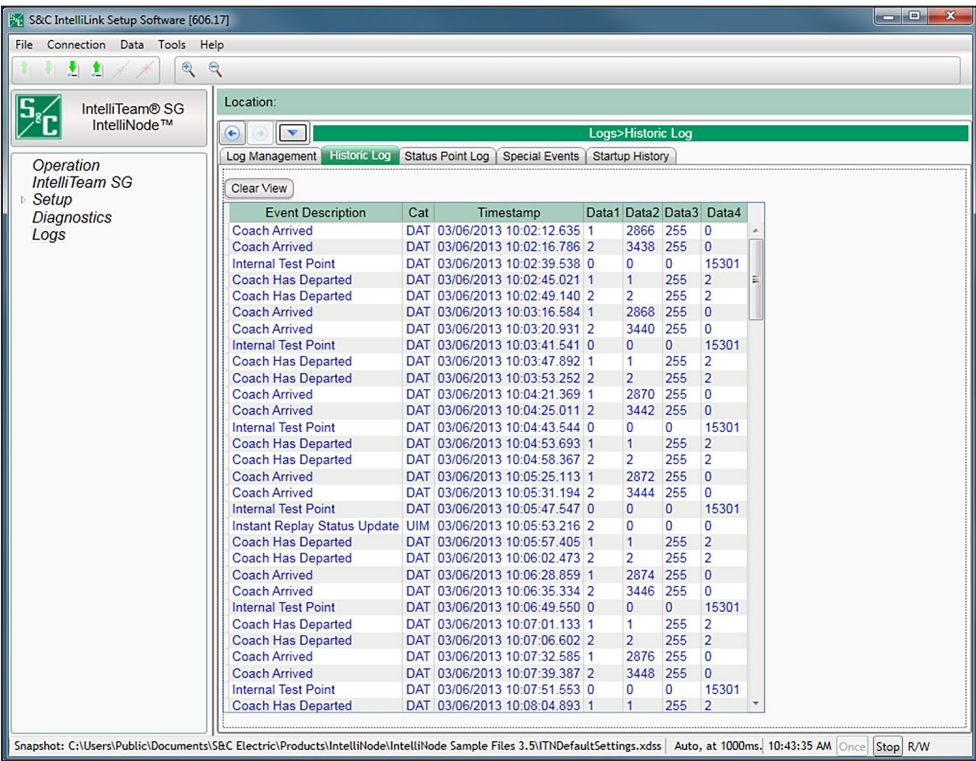 S&C IntelliLink Setup Software [606.17]
File Connection Data Tools Help
S&C
IntelliTeam® SG
IntelliNode™
Operation
IntelliTeam SG
Setup
Diagnostics
Logs
Location:
Logs>Historic Log
Log Management Historic Log Status Point Log Special Events Startup History
Clear View
Event Description Cat Timestamp Data1 Data2 Data3 Data4
Coach Arrived DAT 03/06/2013 10:02:12.635 1 2866 255 0
Coach Arrived DAT 03/06/2013 10:02:16.786 2 3438 255 0
Internal Test Point DAT 03/06/2013 10:02:39.538 0 0 0 15301
Coach Has Departed DAT 03/06/2013 10:02:45.021 1 1 255 2
Coach Has Departed DAT 03/06/2013 10:02:49.140 2 2 255 2
Coach Arrived DAT 03/06/2013 10:03:16.584 1 2868 255 0
Coach Arrived DAT 03/06/2013 10:03:20.931 2 3440 255 0
Internal Test Point DAT 03/06/2013 10:03:41.541 0 0 0 15301
Coach Has Departed DAT 03/06/2013 10:03:47.892 1 1 255 2
Coach Has Departed DAT 03/06/2013 10:03:53.252 2 2 255 2
Coach Arrived DAT 03/06/2013 10:04:21.369 1 2870 255 0
Coach Arrived DAT 03/06/2013 10:04:25.011 2 3442 255 0
Internal Test Point DAT 03/06/2013 10:04:43.544 0 0 0 15301
Coach Has Departed DAT 03/06/2013 10:04:53.693 1 1 255 2
Coach Has Departed DAT 03/06/2013 10:04:58.367 2 2 255 2
Coach Arrived DAT 03/06/2013 10:05:25.113 1 2872 255 0
Coach Arrived DAT 03/06/2013 10:05:31.194 2 3444 255 0
Internal Test Point DAT 03/06/2013 10:05:47.547 0 0 0 15301
Instant Replay Status Update UIM 03/06/2013 10:05:53.216 2 0 0 0
Coach Has Departed DAT 03/06/2013 10:05:57.405 1 1 255 2
Coach Has Departed DAT 03/06/2013 10:06:02.473 2 2 255 2
Coach Arrived DAT 03/06/2013 10:06:28.859 1 2874 255 0
Coach Arrived DAT 03/06/2013 10:06:35.334 2 3446 255 0
Internal Test Point DAT 03/06/2013 10:06:49.550 0 0 0 15301
Coach Has Departed DAT 03/06/2013 10:07:01.133 1 1 255 2
Coach Has Departed DAT 03/06/2013 10:07:06.602 2 2 255 2
Coach Arrived DAT 03/06/2013 10:07:32.585 1 2876 255 0
Coach Arrived DAT 03/06/2013 10:07:39.387 2 3448 255 0
Internal Test Point DAT 03/06/2013 10:07:51.553 0 0 0 15301
Coach Has Departed DAT 03/06/2013 10:08:04.893 1 1 255 2
Snapshot: C:\Users\Public\Documents\S&C Electric\Products\IntelliNode\IntelliNode Sample Files 3.5\ITNDefaultSettings.xdss Auto, at 1000ms. 10:43:35 AM Once Stop R/W